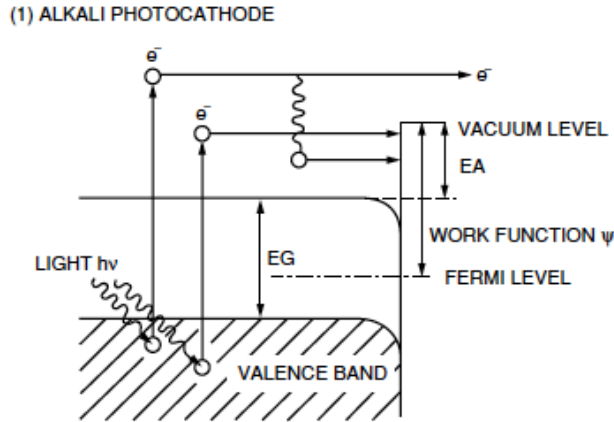 (1) ALKALI PHOTOCATHODE
e⁻
e⁻
e⁻
VACUUM LEVEL
EA
WORK FUNCTION ψ
EG
LIGHT hν
FERMI LEVEL
VALENCE BAND